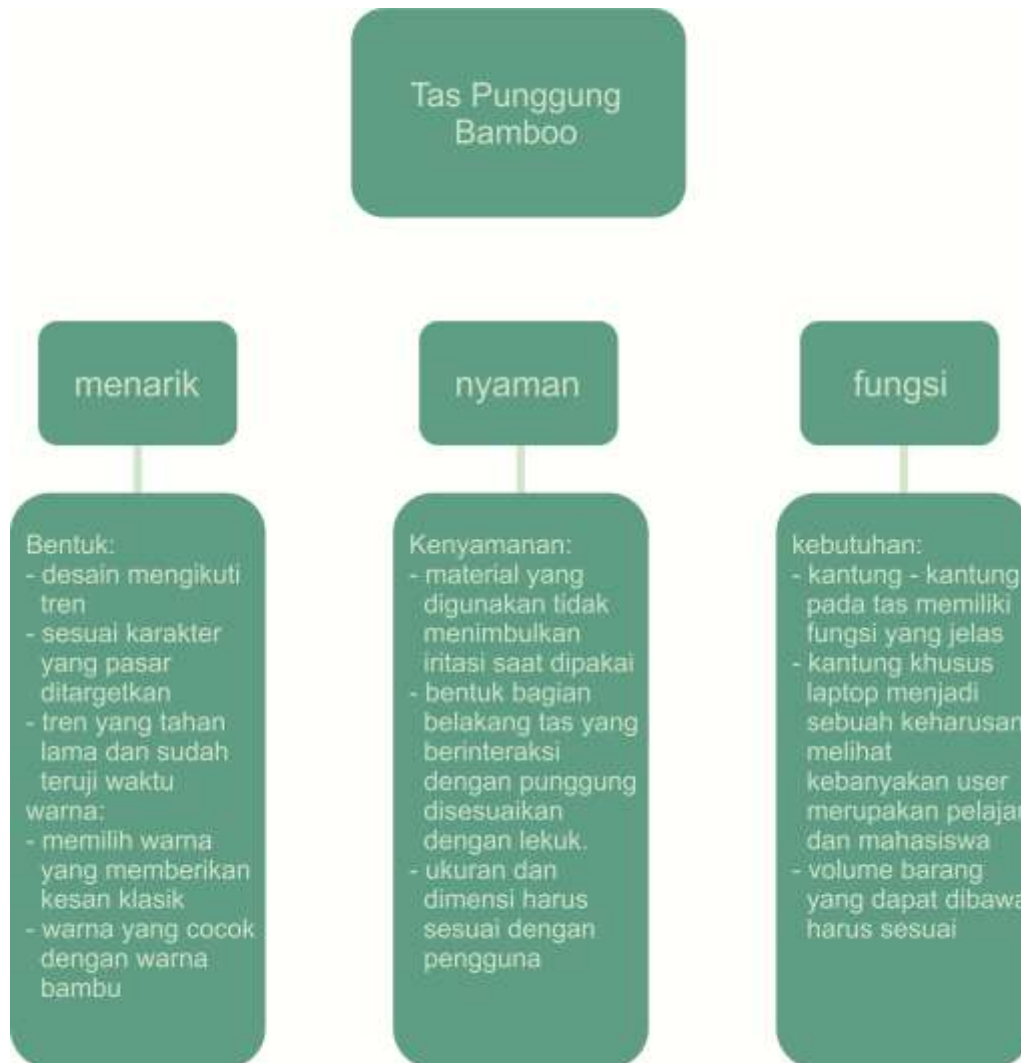 Tas Punggung
Bamboo
menarik
nyaman
fungsi
Bentuk:
- desain mengikuti
tren
- sesuai karakter
yang pasar
ditargetkan
- tren yang tahan
lama dan sudah
teruji waktu
warna:
- memilih warna
yang memberikan
kesan klasik
- warna yang cocok
dengan warna
bambu
Kenyamanan:
- material yang
digunakan tidak
menimbulkan
iritasi saat dipakai
- bentuk bagian
belakang tas yang
berinteraksi
dengan punggung
disesuaikan
dengan lekuk.
- ukuran dan
dimensi harus
sesuai dengan
pengguna
kebutuhan:
- kantung - kantung
pada tas memiliki
fungsi yang jelas
- kantung khusus
laptop menjadi
sebuah keharusan
melihat
kebanyakan user
merupakan pelajar
dan mahasiswa
- volume barang
yang dapat dibawa
harus sesuai